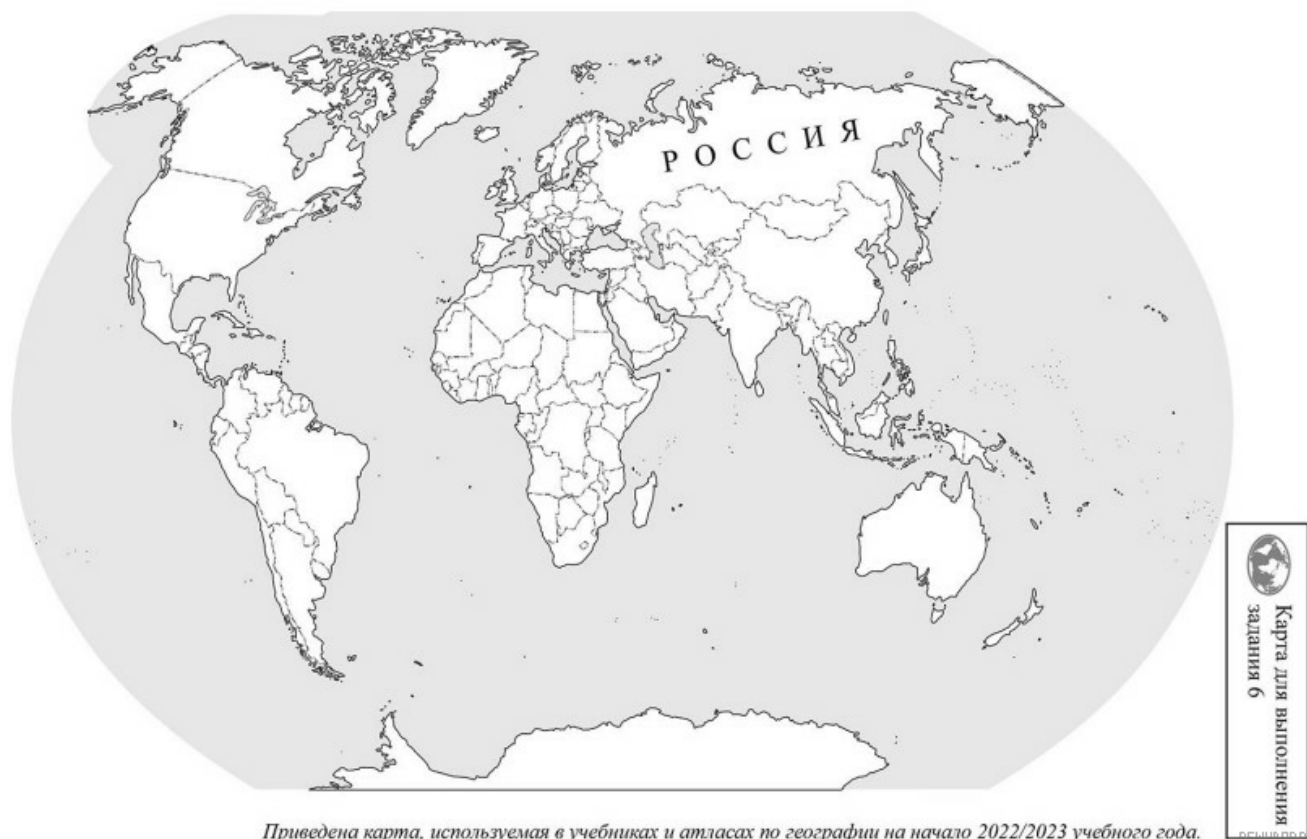 РОССИЯ
Карта для выполнения
задания 6
Приведена карта, используемая в учебниках и атласах по географии на начало 2022/2023 учебного года.